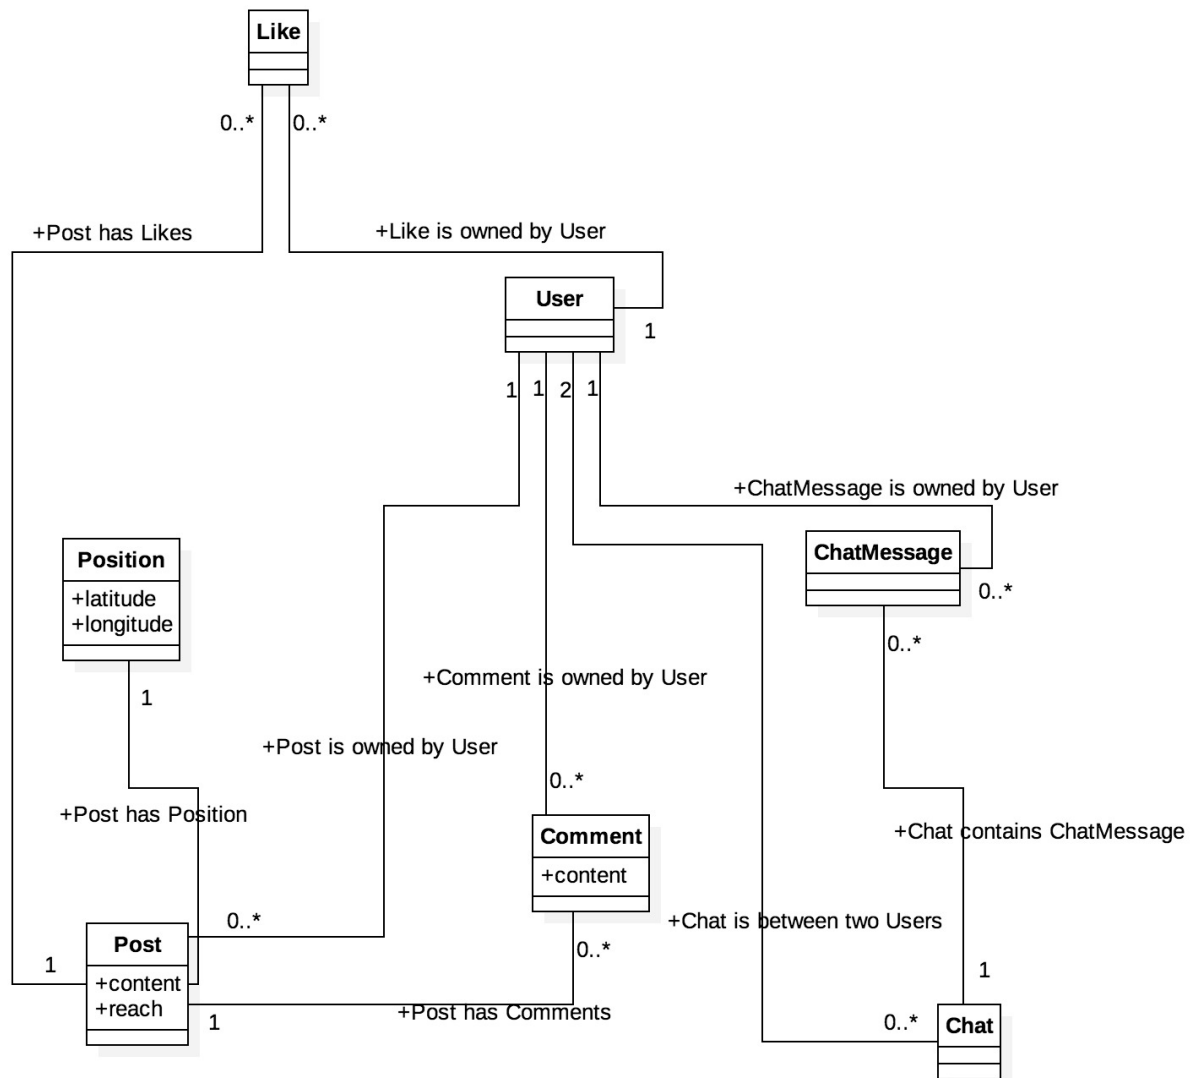 Like
0..*
0..*
+Post has Likes
+Like is owned by User
User
1
1
1
2
1
+ChatMessage is owned by User
ChatMessage
0..*
Position
+latitude
+longitude
0..*
+Comment is owned by User
1
+Post is owned by User
0..*
+Post has Position
Comment
+content
+Chat contains ChatMessage
0..*
+Chat is between two Users
Post
+content
+reach
0..*
1
1
+Post has Comments
1
0..*
Chat